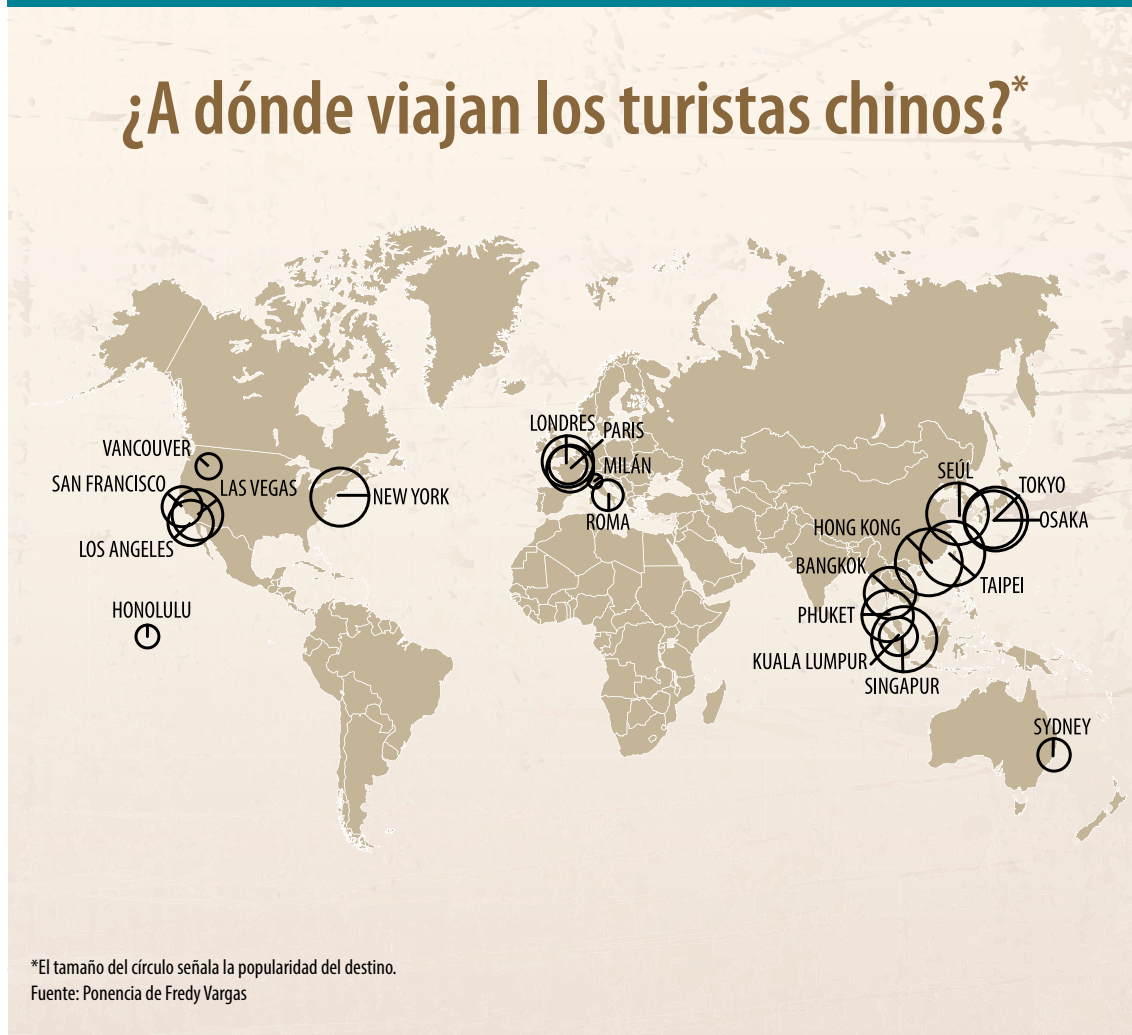 ¿A dónde viajan los turistas chinos?*
LONDRES
PARIS
VANCOUVER
MILÁN
SAN FRANCISCO
LAS VEGAS
NEW YORK
SEÚL
TOKYO
ROMA
OSAKA
HONG KONG
LOS ANGELES
BANGKOK
TAIPEI
HONOLULU
PHUKET
KUALA LUMPUR
SINGAPUR
SYDNEY
*El tamaño del círculo señala la popularidad del destino.
Fuente: Ponencia de Fredy Vargas